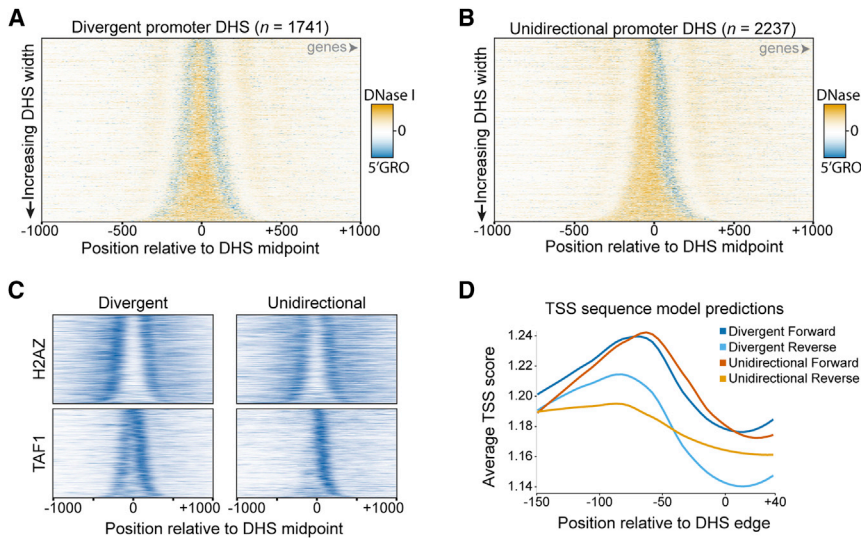 A
Divergent promoter DHS (n = 1741)
genes
Increasing DHS width
DNase I
0
5'GRO
-1000 -500 0 +500 +1000
Position relative to DHS midpoint
B
Unidirectional promoter DHS (n = 2237)
genes
Increasing DHS width
DNase
0
5'GRO
-1000 -500 0 +500 +1000
Position relative to DHS midpoint
C
Divergent Unidirectional
H2AZ
TAF1
-1000 0 +1000 -1000 0 +1000
Position relative to DHS midpoint
D
TSS sequence model predictions
Average TSS score
1.24
1.22
1.20
1.18
1.16
1.14
Divergent Forward
Divergent Reverse
Unidirectional Forward
Unidirectional Reverse
-150 -100 -50 0 +40
Position relative to DHS edge